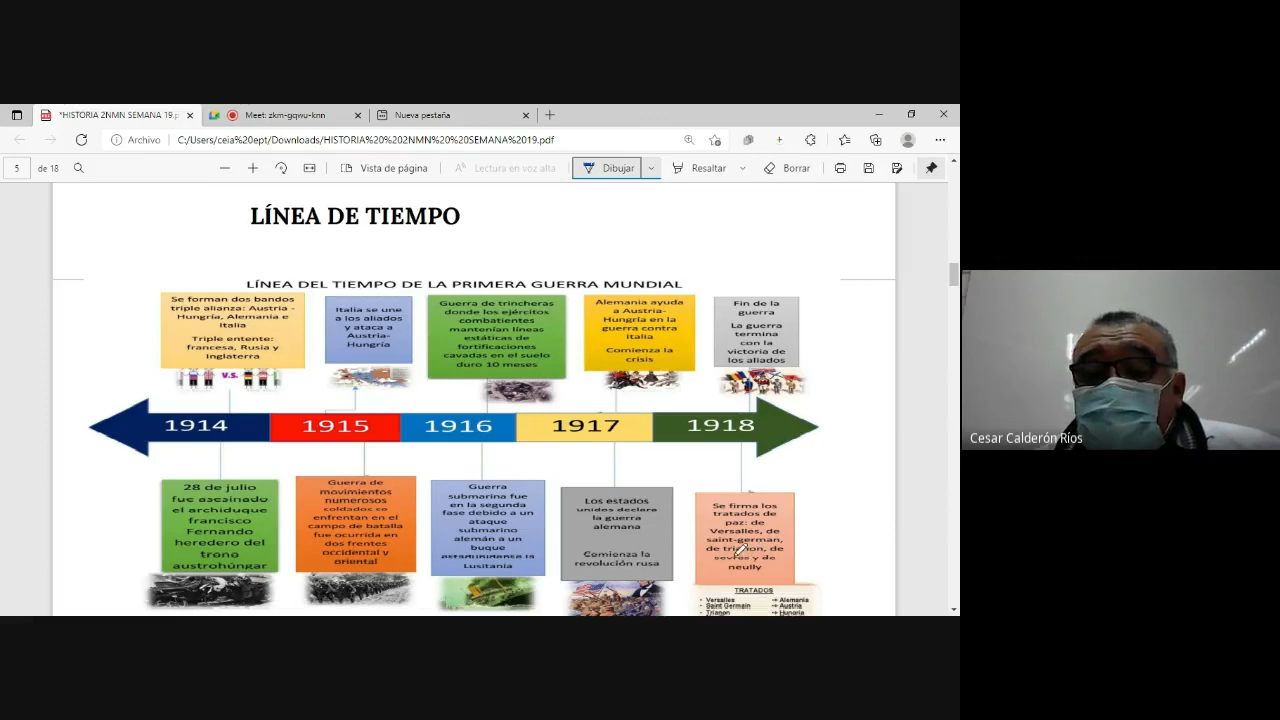 *HISTORIA 2NMN SEMANA 19.p
Meet: zkm-gqwu-knn
Nueva pestaña
Archivo
C:/Users/ceia%20ept/Downloads/HISTORIA%20%202NMN%20%20SEMANA%2019.pdf
5
de 18
Vista de página
Lectura en voz alta
Dibujar
Resaltar
Borrar
LÍNEA DE TIEMPO
LÍNEA DEL TIEMPO DE LA PRIMERA GUERRA MUNDIAL
Se forman dos bandos
triple alianza: Austria -
Hungría, Alemania e
Italia
Triple entente:
francesa, Rusia y
Inglaterra
V.S.
Italia se une
a los aliados
y ataca a
Austria-
Hungría
Guerra de trincheras
donde los ejércitos
combatientes
mantenían líneas
estáticas de
fortificaciones
cavadas en el suelo
duro 10 meses
Alemania ayuda
a Austria-
Hungría en la
guerra contra
italia
Comienza la
crisis
Fin de la
guerra
La guerra
termina
con la
victoria de
los aliados
1914
1915
1916
1917
1918
28 de julio
fue asesinado
el archiduque
francisco
Fernando
heredero del
trono
austrohúngar
Guerra de
movimientos
numerosos
soldados se
enfrentan en el
campo de batalla
fue ocurrida en
dos frentes
occidental y
oriental
Guerra
submarina fue
en la segunda
fase debido a un
ataque
submarino
alemán a un
buque
Lusitania
Los estados
unidos declara
la guerra
alemana
Comienza la
revolución rusa
Se firma los
tratados de
paz: de
Versalles, de
saint-german,
de trianon, de
sevres y de
neully
TRATADOS
- Versalles → Alemania
- Saint Germain → Austria
- Trianon → Hungría
Cesar Calderón Ríos